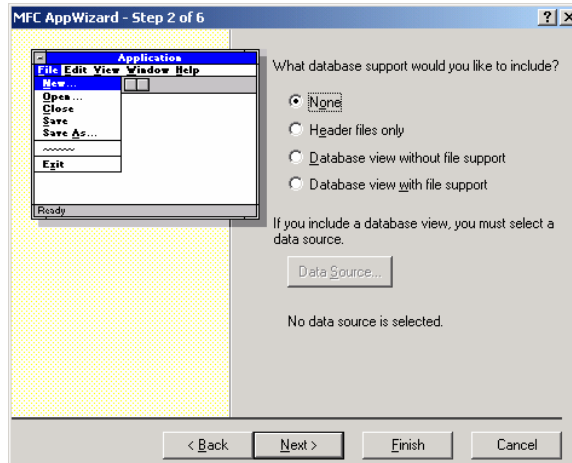 MFC AppWizard - Step 2 of 6
Application
File Edit View Window Help
New...
Open...
Close
Save
Save As...
Exit
Ready
What database support would you like to include?
None
Header files only
Database view without file support
Database view with file support
If you include a database view, you must select a
data source.
Data Source...
No data source is selected.
< Back
Next >
Finish
Cancel